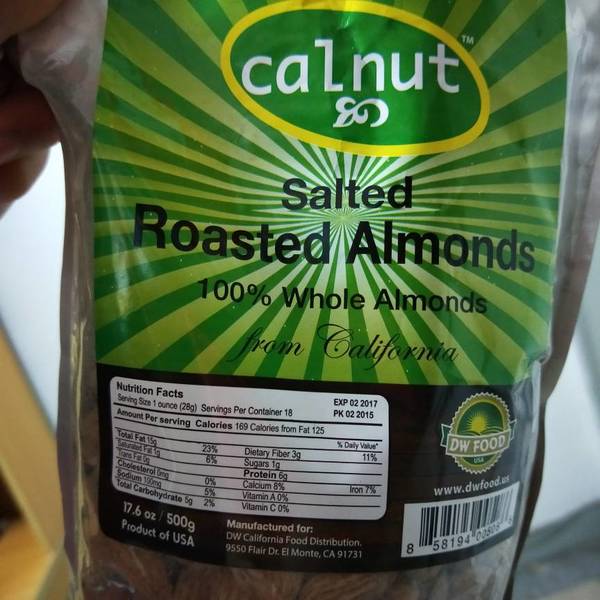 calnut™
Salted
Roasted Almonds
100% Whole Almonds
from California
Nutrition Facts
Serving Size 1 ounce (28g) Servings Per Container 18
EXP 02 2017
PK 02 2015
Amount Per serving Calories 169 Calories from Fat 125
% Daily Value*
Total Fat 15g 23%
Saturated Fat 1g 6%
Trans Fat 0g
Cholesterol 0mg 0%
Sodium 100mg 5%
Total Carbohydrate 5g 2%
Dietary Fiber 3g 11%
Sugars 1g
Protein 6g
Calcium 8% Iron 7%
Vitamin A 0%
Vitamin C 0%
DW FOOD
USA
www.dwfood.us
17.6 oz / 500g
Product of USA
Manufactured for:
DW California Food Distribution.
9550 Flair Dr. El Monte, CA 91731
8 58194